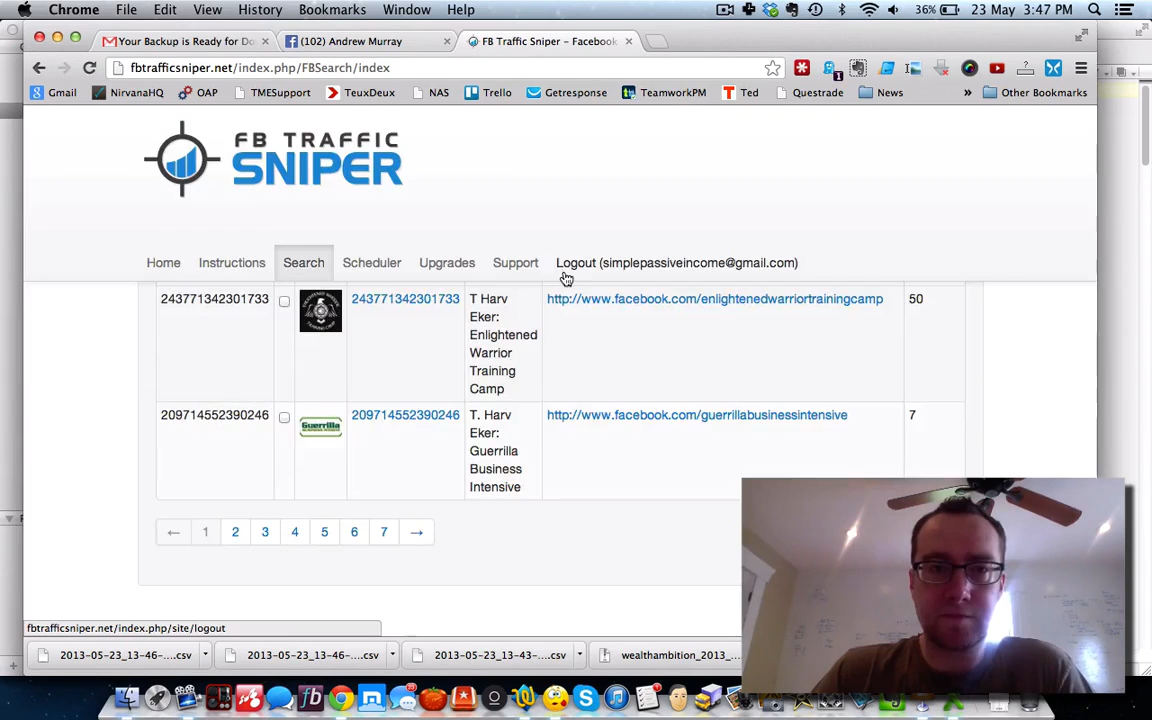 Chrome File Edit View History Bookmarks Window Help 36% 23 May 3:47 PM
Your Backup is Ready for Do (102) Andrew Murray FB Traffic Sniper – Facebook
fbtrafficsniper.net/index.php/FBSearch/index
Gmail NirvanaHQ OAP TMESupport TeuxDeux NAS Trello Getresponse TeamworkPM Ted Questrade News » Other Bookmarks
FB TRAFFIC
SNIPER
Home Instructions Search Scheduler Upgrades Support Logout (simplepassiveincome@gmail.com)
243771342301733 243771342301733 T Harv http://www.facebook.com/enlightenedwarriortrainingcamp 50
Eker:
Enlightened
Warrior
Training
Camp
209714552390246 Guerrilla 209714552390246 T. Harv http://www.facebook.com/guerrillabusinessintensive 7
Eker:
Guerrilla
Business
Intensive
← 1 2 3 4 5 6 7 →
fbtrafficsniper.net/index.php/site/logout
2013-05-23_13-46-....csv 2013-05-23_13-46-....csv 2013-05-23_13-43-....csv wealthambition_2013_...